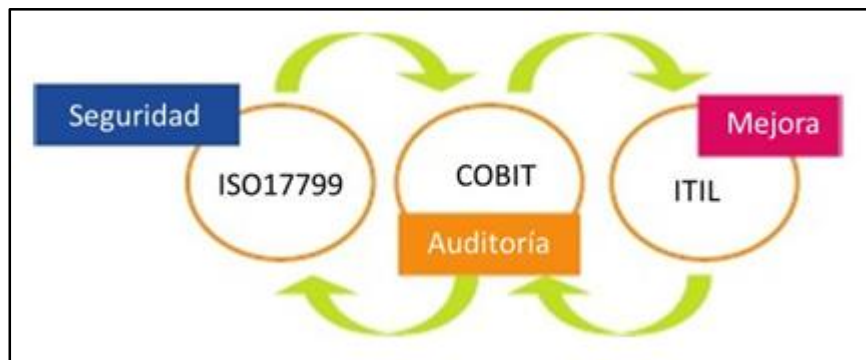 Seguridad
ISO17799
COBIT
Auditoría
Mejora
ITIL